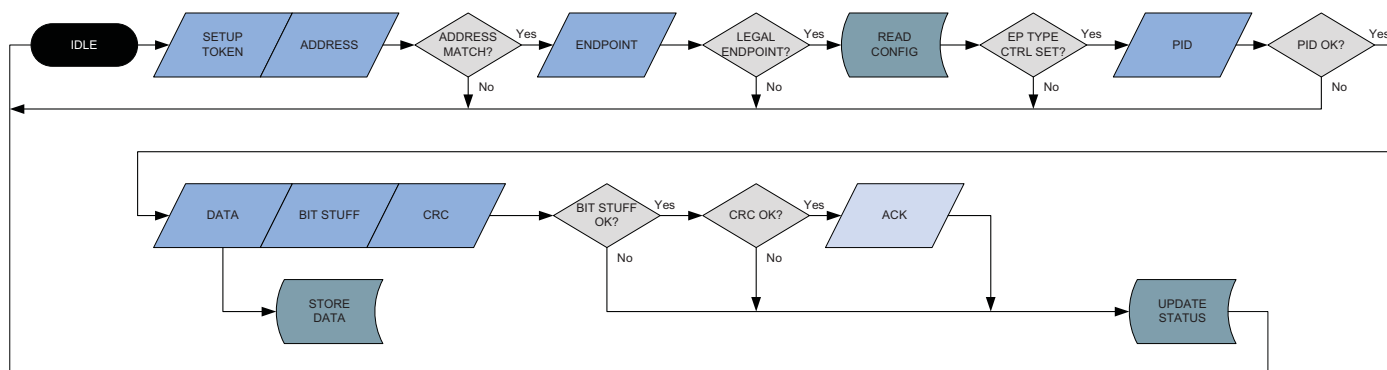 IDLE
SETUP
TOKEN
ADDRESS
ADDRESS
MATCH?
Yes
No
ENDPOINT
LEGAL
ENDPOINT?
Yes
No
READ
CONFIG
EP TYPE
CTRL SET?
Yes
No
PID
PID OK?
Yes
No
DATA
BIT STUFF
CRC
BIT STUFF
OK?
Yes
No
CRC OK?
Yes
No
ACK
STORE
DATA
UPDATE
STATUS